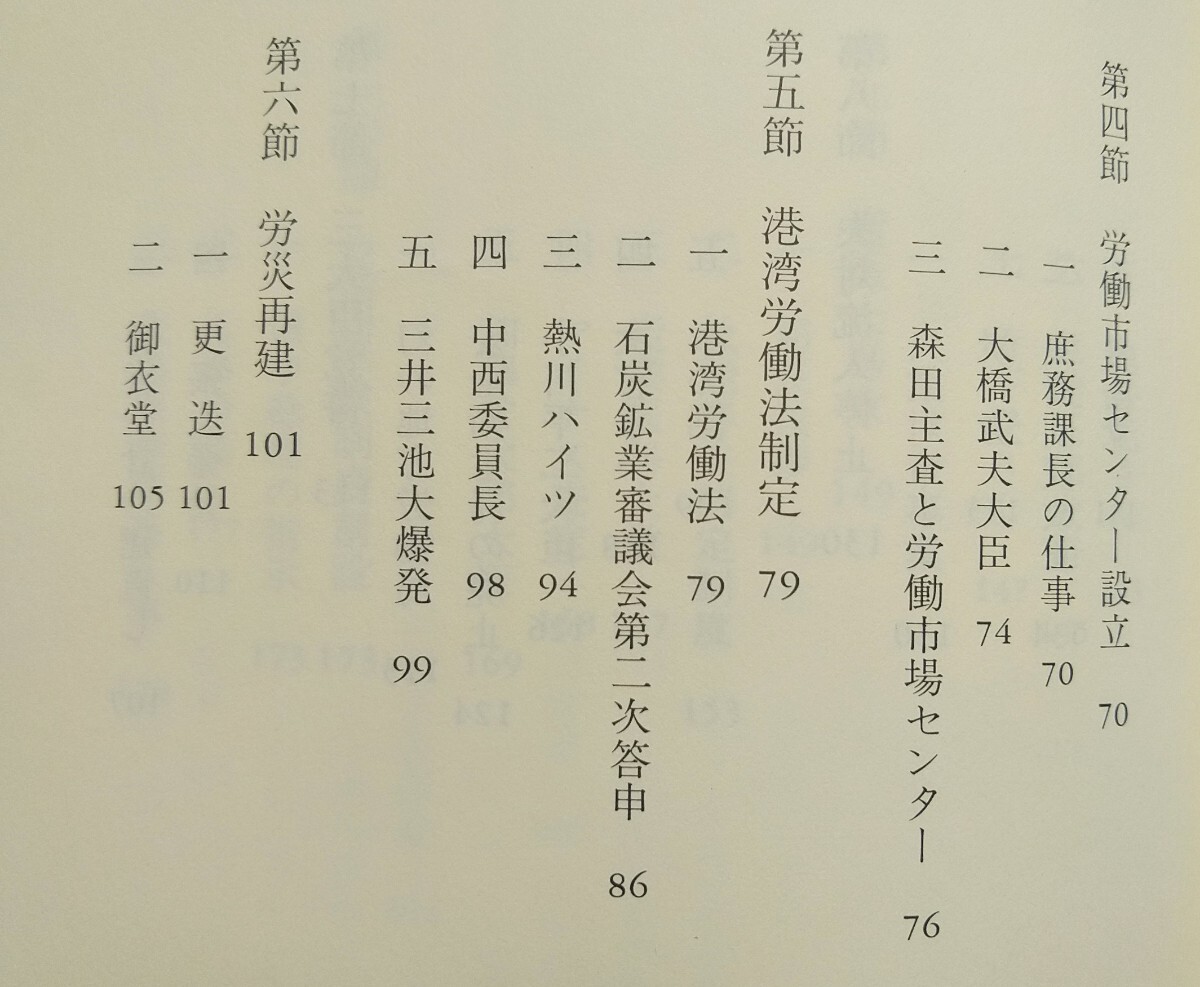 第四節 労働市場センター設立 70
一 庶務課長の仕事 70
二 大橋武夫大臣 74
三 森田主査と労働市場センター 76
第五節 港湾労働法制定 79
一 港湾労働法 79
二 石炭鉱業審議会第二次答申 86
三 熱川ハイツ 94
四 中西委員長 98
五 三井三池大爆発 99
第六節 労災再建 101
一 更迭 101
二 御衣堂 105